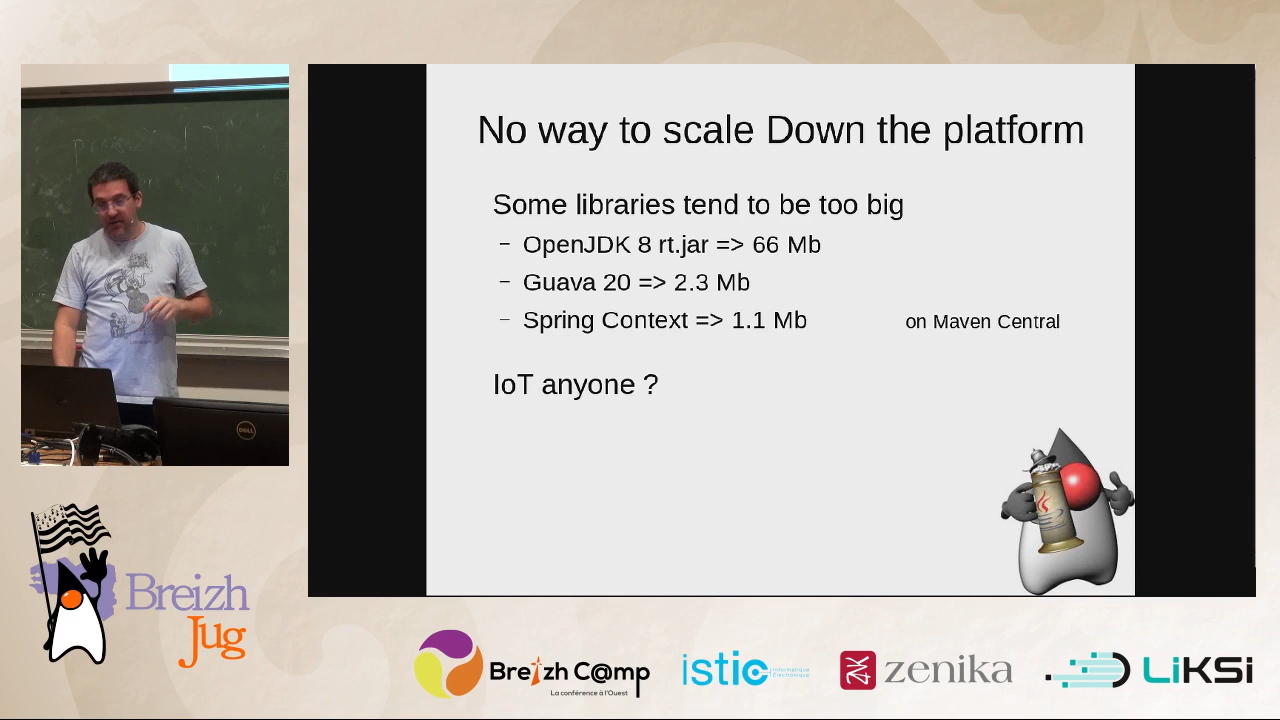 No way to scale Down the platform
Some libraries tend to be too big
– OpenJDK 8 rt.jar => 66 Mb
– Guava 20 => 2.3 Mb
– Spring Context => 1.1 Mb on Maven Central
IoT anyone ?
DELL
Breizh
Jug
Breizh C@mp
La conférence à l'Ouest
istic Informatique
Électronique
zenika
LiKSi